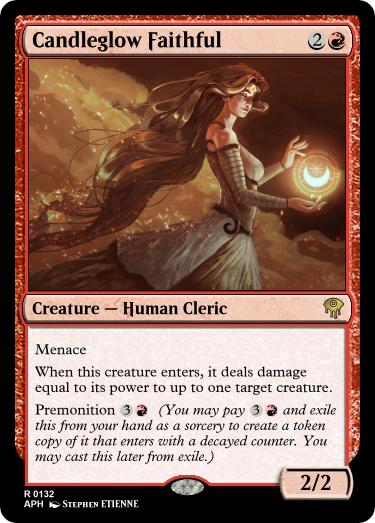 Candleglow Faithful 2
Creature — Human Cleric
Menace
When this creature enters, it deals damage
equal to its power to up to one target creature.
Premonition 3 (You may pay 3 and exile
this from your hand as a sorcery to create a token
copy of it that enters with a decayed counter. You
may cast this later from exile.)
2/2
R 0132
APH Stephen ETIENNE